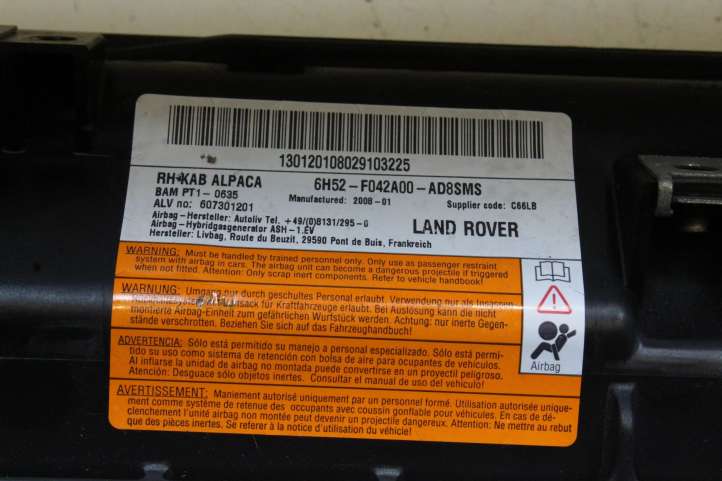 130120108029103225
RH-KAB ALPACA 6H52-F042A00-AD8SMS
BAM PT1-0635 Manufactured: 2008-01 Supplier code: C66LB
ALV no: 607301201
Airbag-Hersteller: Autoliv Tel. +49/(0)8131/295-0
Airbag-Hybridgasgenerator ASH-1.EV
Hersteller: Livbag, Route du Beuzit, 29590 Pont de Buis, Frankreich
LAND ROVER
WARNING: Must be handled by trained personnel only. Only use as passenger restraint
system with airbag in cars. The airbag unit can become a dangerous projectile if triggered
when not fitted. Attention: Only scrap inert components. Refer to vehicle handbook!
WARNUNG: Umgang nur durch geschultes Personal erlaubt. Verwendung nur als Insassen
mit Luftsack für Kraftfahrzeuge erlaubt. Bei Auslösung kann die nicht
montierte Airbag-Einheit zum gefährlichen Wurfstück werden. Achtung: nur inerte Gegen-
stände verschrotten. Beziehen Sie sich auf das Fahrzeughandbuch!
ADVERTENCIA: Sólo está permitido su manejo a personal especializado. Sólo está permi-
tido su uso como sistema de retención con bolsa de aire para ocupantes de vehículos.
Al inflarse la unidad de airbag no montada puede convertirse en un proyectil peligroso.
Atención: Desguace sólo objetos inertes. Consultar el manual de uso del vehículo!
AVERTISSEMENT: Maniement autorisé uniquement par un personnel formé. Utilisation autorisée unique-
ment comme système de retenue des occupants avec coussin gonflable pour véhicules. En cas de dé-
clenchement l'unité airbag non montée peut devenir un projectile dangereux. Attention: Ne mettre au rebut
que des pièces inertes. Se referer à la notice d'utilisation du véhicule!
Airbag